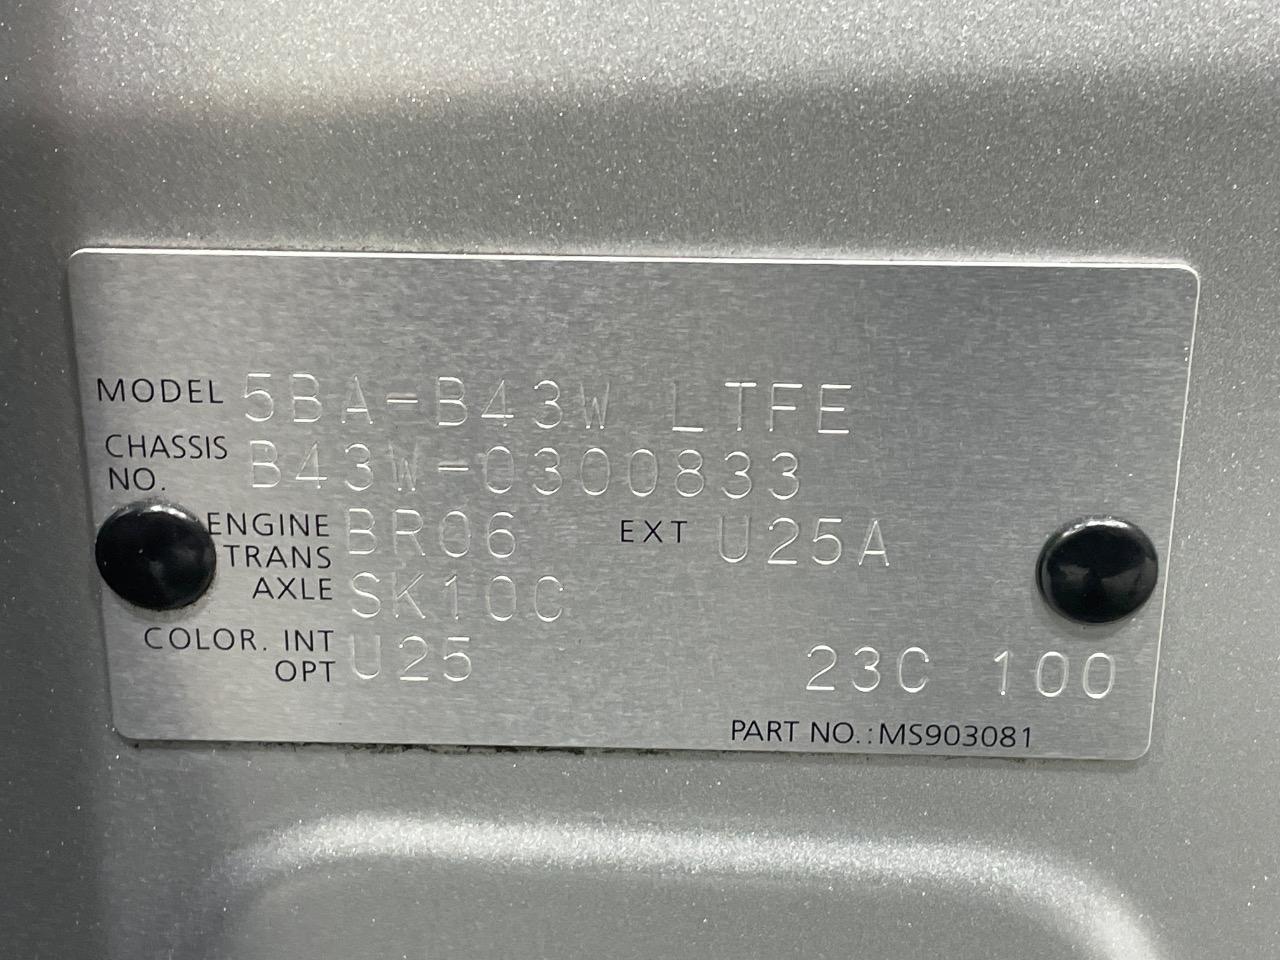 MODEL 5BA-B43W LTFE
CHASSIS NO. B43W-0300833
ENGINE BR06 EXT U25A
TRANS AXLE SK10C
COLOR. INT OPT U25 23C 100
PART NO.:MS903081